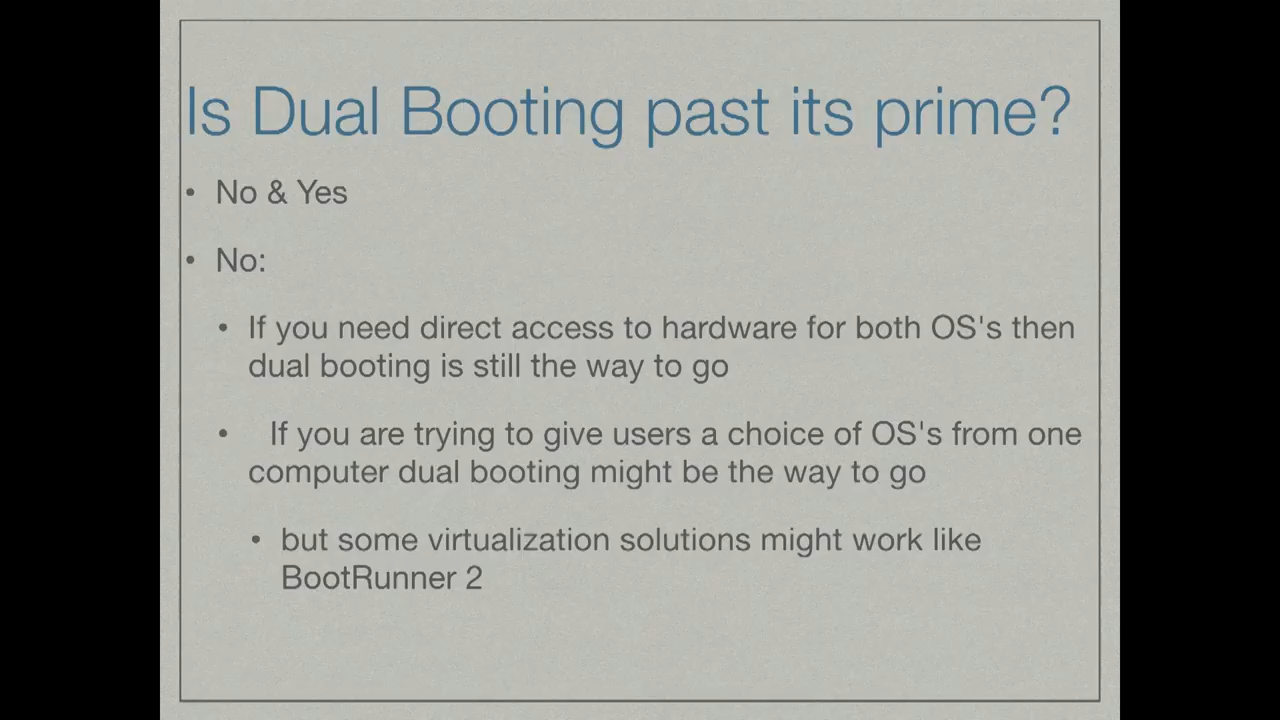 Is Dual Booting past its prime?
• No & Yes
• No:
• If you need direct access to hardware for both OS's then
dual booting is still the way to go
• If you are trying to give users a choice of OS's from one
computer dual booting might be the way to go
• but some virtualization solutions might work like
BootRunner 2